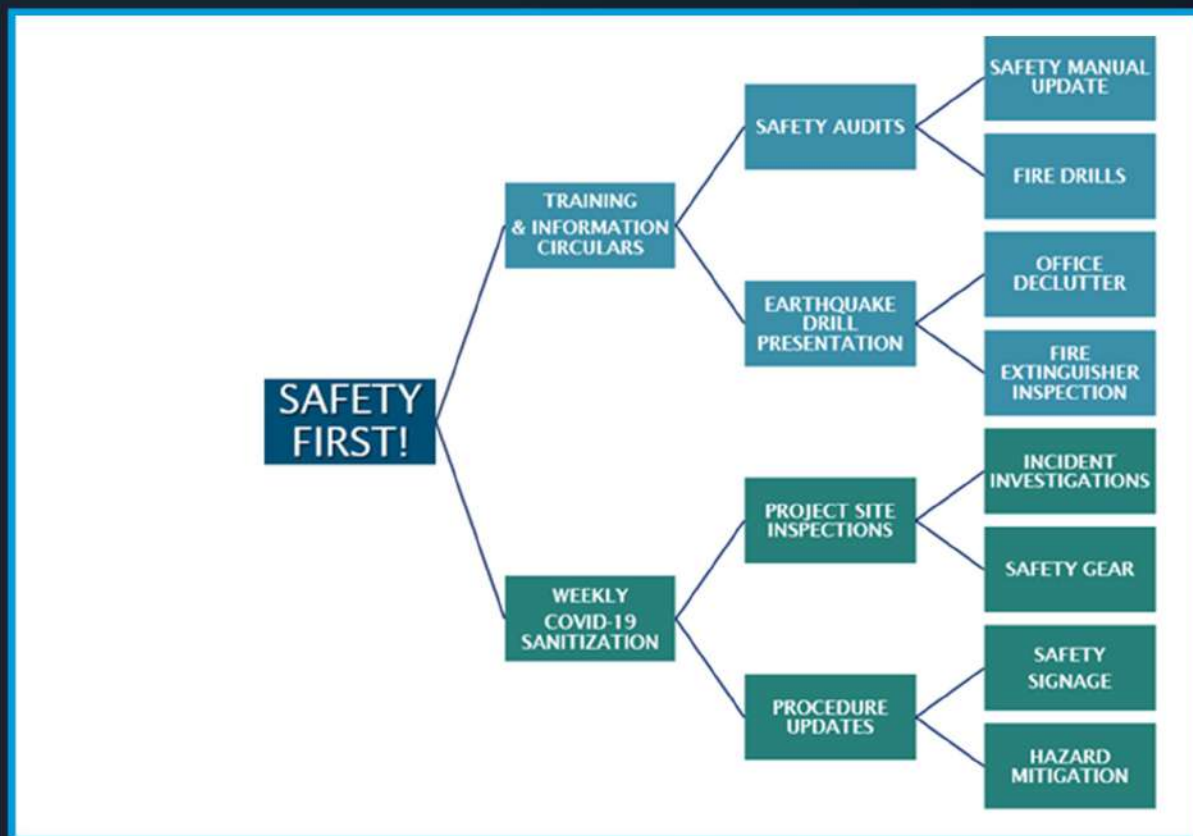 SAFETY
FIRST!
TRAINING
& INFORMATION
CIRCULARS
SAFETY AUDITS
SAFETY MANUAL
UPDATE
FIRE DRILLS
EARTHQUAKE
DRILL
PRESENTATION
OFFICE
DECLUTTER
FIRE
EXTINGUISHER
INSPECTION
WEEKLY
COVID-19
SANITIZATION
PROJECT SITE
INSPECTIONS
INCIDENT
INVESTIGATIONS
SAFETY GEAR
PROCEDURE
UPDATES
SAFETY
SIGNAGE
HAZARD
MITIGATION